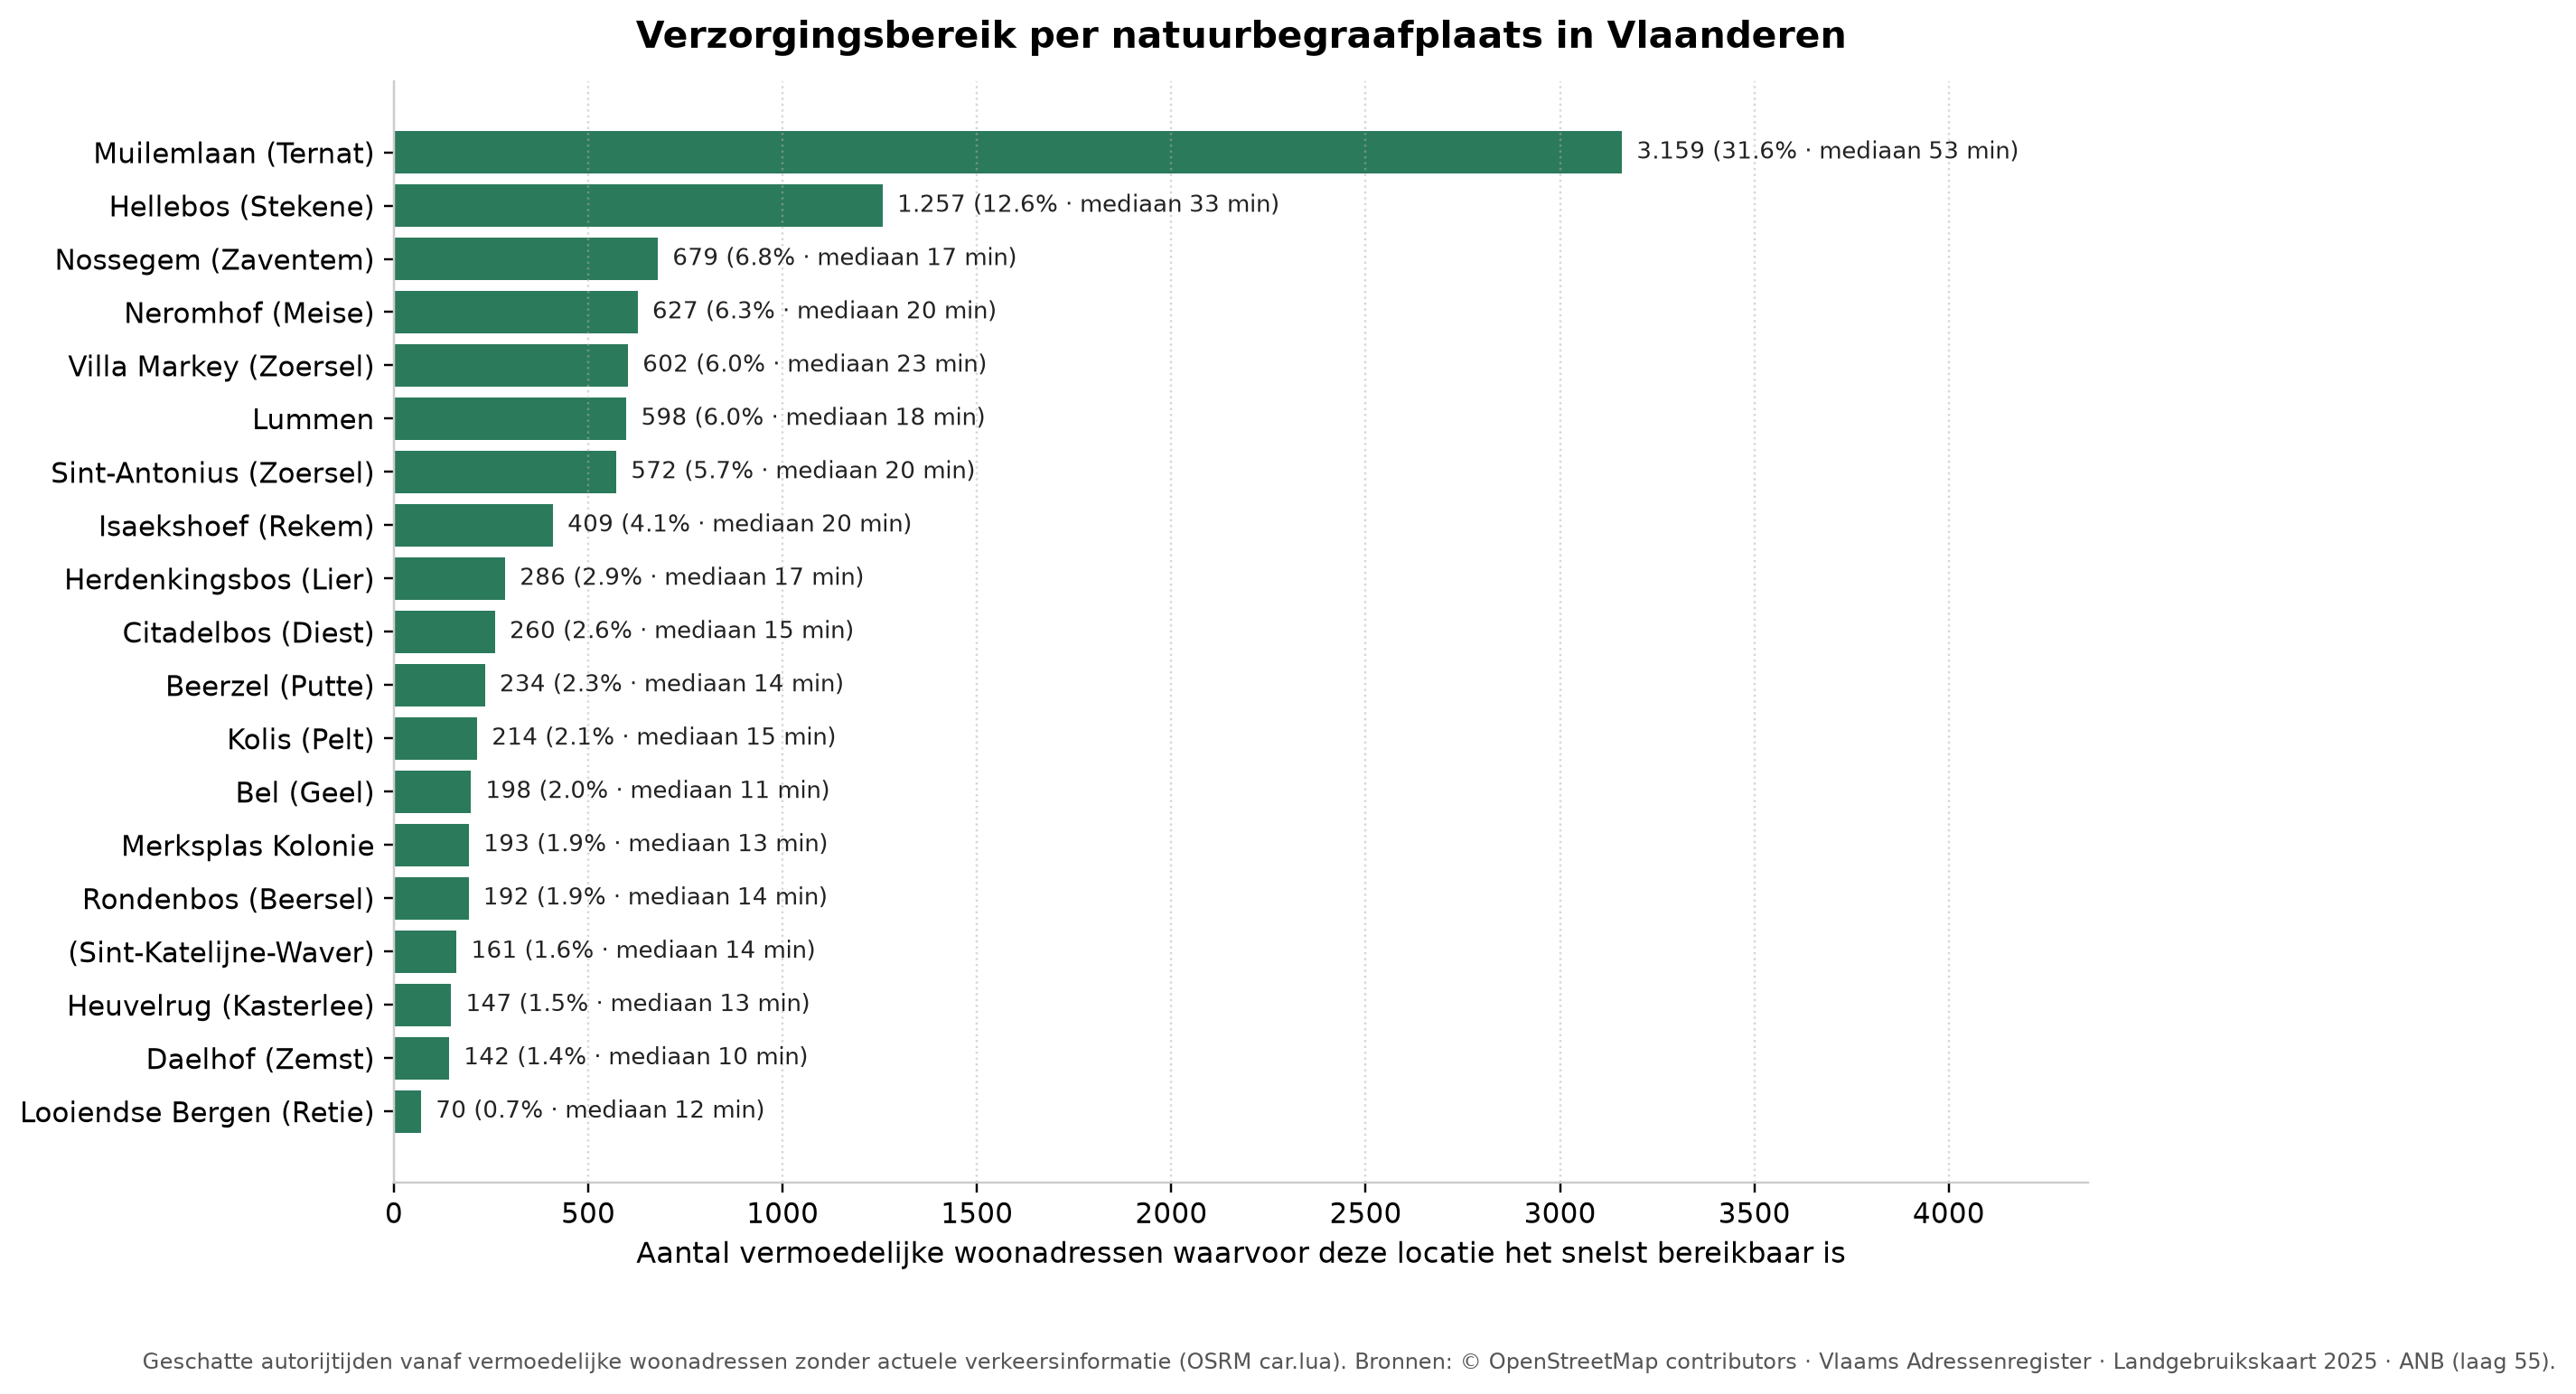 Verzorgingsbereik per natuurbegraafplaats in Vlaanderen
Muilemlaan (Ternat) 3.159 (31.6% · mediaan 53 min)
Hellebos (Stekene) 1.257 (12.6% · mediaan 33 min)
Nossegem (Zaventem) 679 (6.8% · mediaan 17 min)
Neromhof (Meise) 627 (6.3% · mediaan 20 min)
Villa Markey (Zoersel) 602 (6.0% · mediaan 23 min)
Lummen 598 (6.0% · mediaan 18 min)
Sint-Antonius (Zoersel) 572 (5.7% · mediaan 20 min)
Isaekshoef (Rekem) 409 (4.1% · mediaan 20 min)
Herdenkingsbos (Lier) 286 (2.9% · mediaan 17 min)
Citadelbos (Diest) 260 (2.6% · mediaan 15 min)
Beerzel (Putte) 234 (2.3% · mediaan 14 min)
Kolis (Pelt) 214 (2.1% · mediaan 15 min)
Bel (Geel) 198 (2.0% · mediaan 11 min)
Merksplas Kolonie 193 (1.9% · mediaan 13 min)
Rondenbos (Beersel) 192 (1.9% · mediaan 14 min)
(Sint-Katelijne-Waver) 161 (1.6% · mediaan 14 min)
Heuvelrug (Kasterlee) 147 (1.5% · mediaan 13 min)
Daelhof (Zemst) 142 (1.4% · mediaan 10 min)
Looiendse Bergen (Retie) 70 (0.7% · mediaan 12 min)
0 500 1000 1500 2000 2500 3000 3500 4000
Aantal vermoedelijke woonadressen waarvoor deze locatie het snelst bereikbaar is
Geschatte autorijtijden vanaf vermoedelijke woonadressen zonder actuele verkeersinformatie (OSRM car.lua). Bronnen: © OpenStreetMap contributors · Vlaams Adressenregister · Landgebruikskaart 2025 · ANB (laag 55).